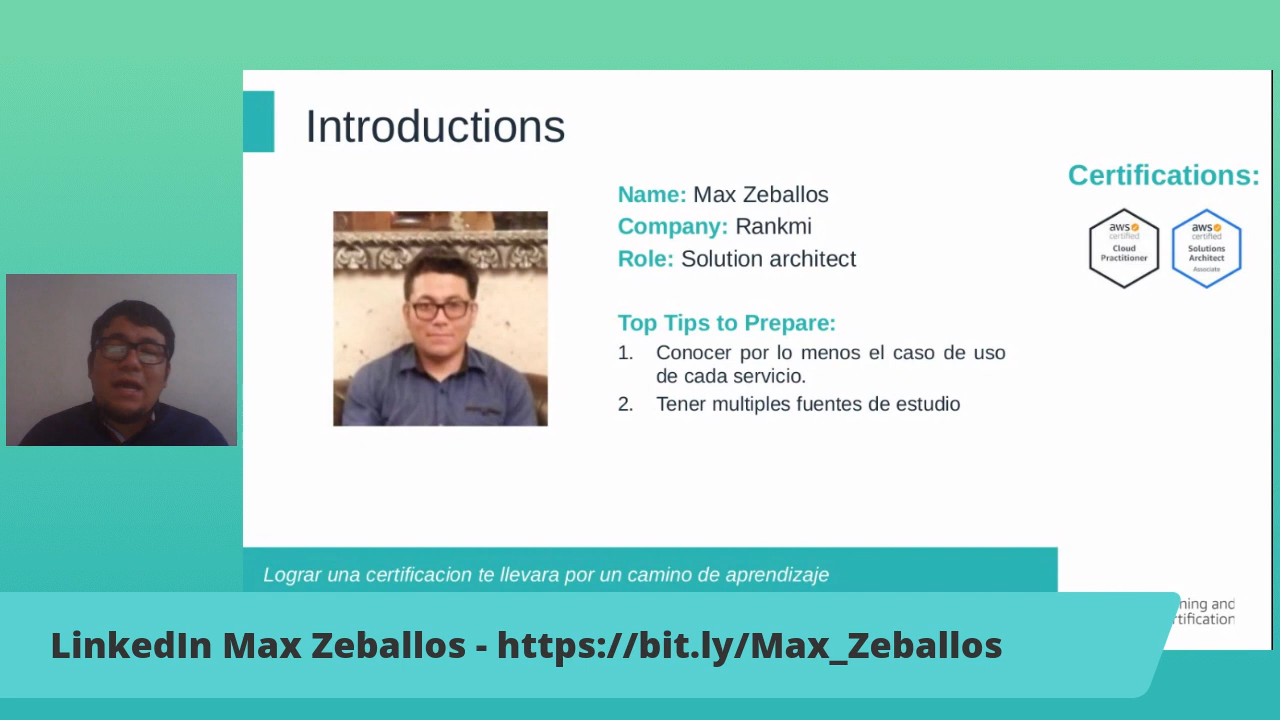 Introductions
Certifications:
aws
certified
Cloud
Practitioner
aws
certified
Solutions
Architect
Associate
Name: Max Zeballos
Company: Rankmi
Role: Solution architect
Top Tips to Prepare:
1. Conocer por lo menos el caso de uso
de cada servicio.
2. Tener multiples fuentes de estudio
Lograr una certificacion te llevara por un camino de aprendizaje
ning and
rtification
LinkedIn Max Zeballos - https://bit.ly/Max_Zeballos